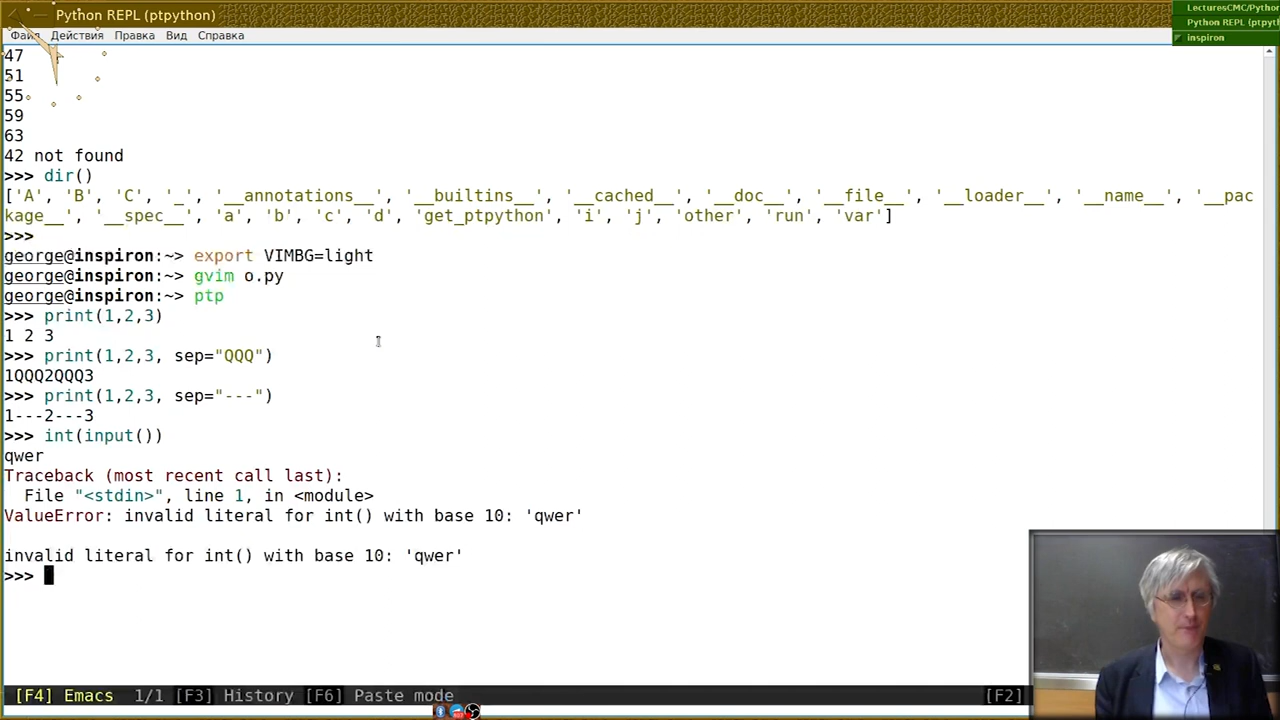 Python REPL (ptpython)
LecturesCMC/Pytho
Python REPL (ptpyt
inspiron
Файл Действия Правка Вид Справка
47
51
55
59
63
42 not found
>>> dir()
['A', 'B', 'C', '_', '__annotations__', '__builtins__', '__cached__', '__doc__', '__file__', '__loader__', '__name__', '__pac
kage__', '__spec__', 'a', 'b', 'c', 'd', 'get_ptpython', 'i', 'j', 'other', 'run', 'var']
>>>
george@inspiron:~> export VIMBG=light
george@inspiron:~> gvim o.py
george@inspiron:~> ptp
>>> print(1,2,3)
1 2 3
>>> print(1,2,3, sep="QQQ")
1QQQ2QQQ3
>>> print(1,2,3, sep="---")
1---2---3
>>> int(input())
qwer
Traceback (most recent call last):
  File "<stdin>", line 1, in <module>
ValueError: invalid literal for int() with base 10: 'qwer'
invalid literal for int() with base 10: 'qwer'
>>>
[F4] Emacs 1/1 [F3] History [F6] Paste mode [F2]